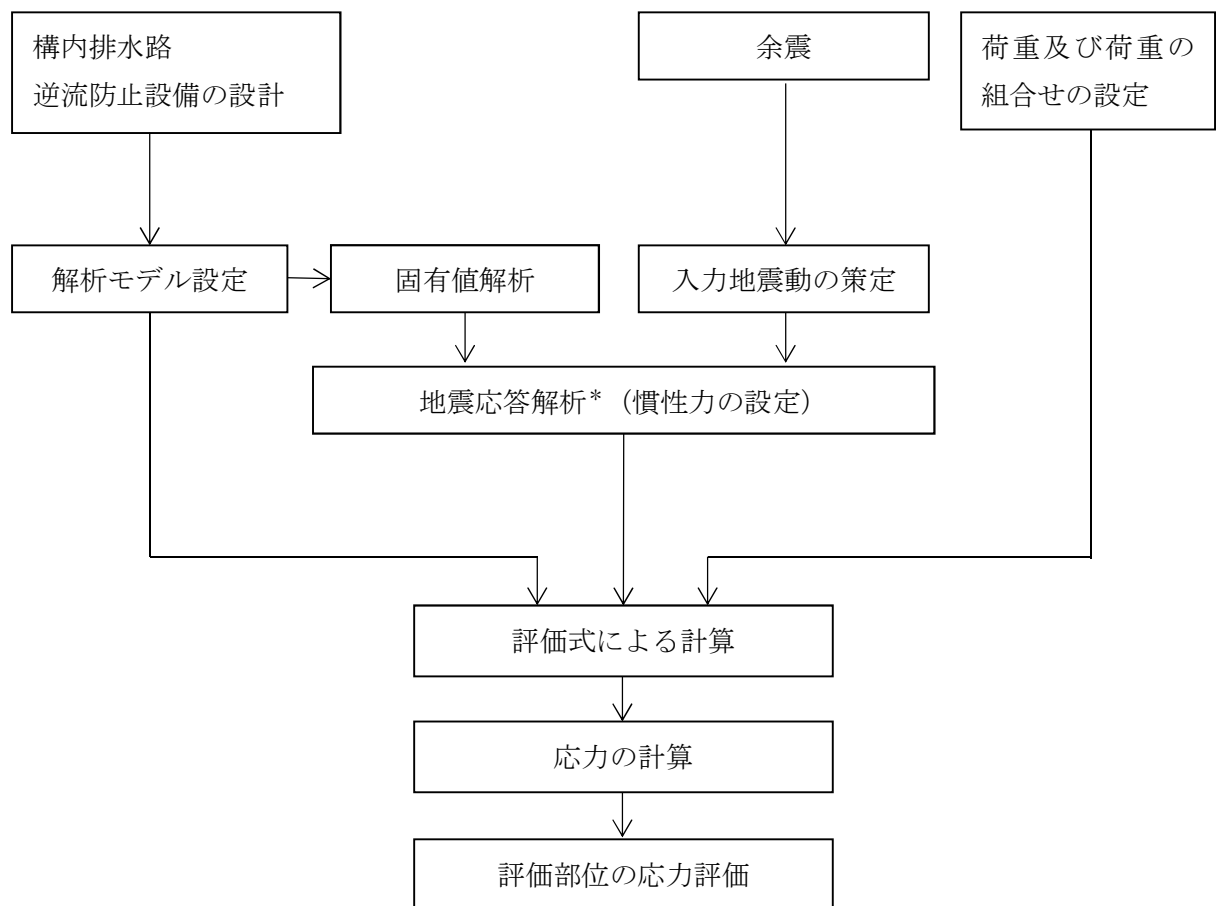 構内排水路
逆流防止設備の設計
余震
荷重及び荷重の
組合せの設定
解析モデル設定
固有値解析
入力地震動の策定
地震応答解析*（慣性力の設定）
評価式による計算
応力の計算
評価部位の応力評価